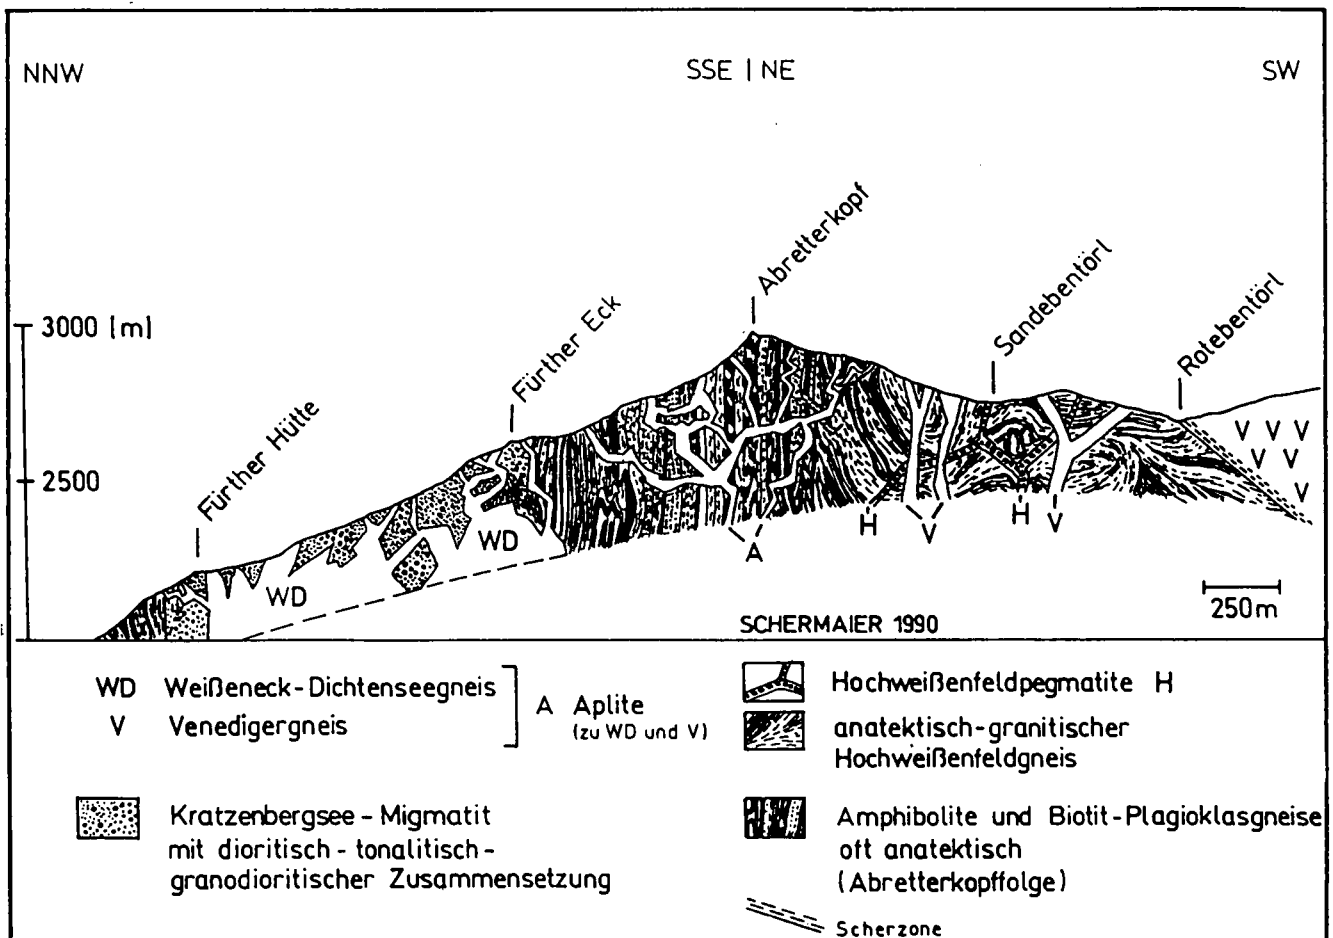 NNW
SSE | NE
SW
3000 [m]
2500
Fürther Hütte
Fürther Eck
Abretterkopf
Sandebentörl
Rotebentörl
WD
WD
A
H
V
H
V
V V V
V V
V
250m
SCHERMAIER 1990
WD Weißeneck-Dichtenseegneis
V Venedigergneis
A Aplite
(zu WD und V)
Kratzenbergsee - Migmatit
mit dioritisch - tonalitisch -
granodioritischer Zusammensetzung
Hochweißenfeldpegmatite H
anatektisch-granitischer
Hochweißenfeldgneis
Amphibolite und Biotit-Plagioklasgneise
oft anatektisch
(Abretterkopffolge)
Scherzone